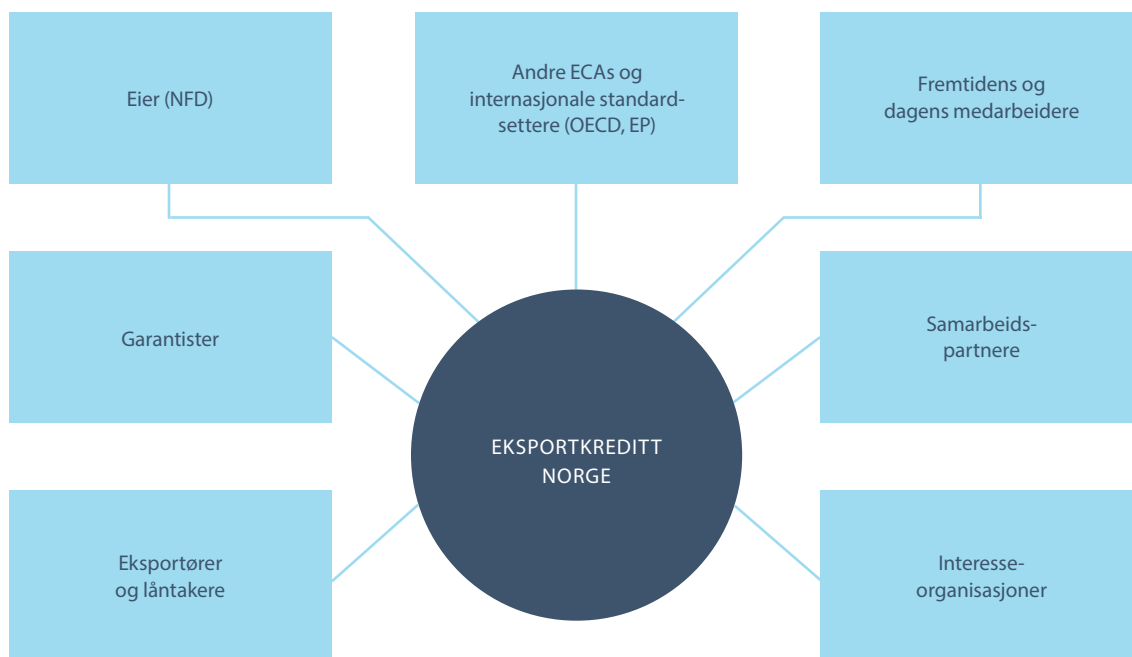 Eier (NFD)
Andre ECAs og
internasjonale standard-
settere (OECD, EP)
Fremtidens og
dagens medarbeidere
Garantister
Samarbeids-
partnere
EKSPORTKREDITT
NORGE
Eksportører
og låntakere
Interesse-
organisasjoner